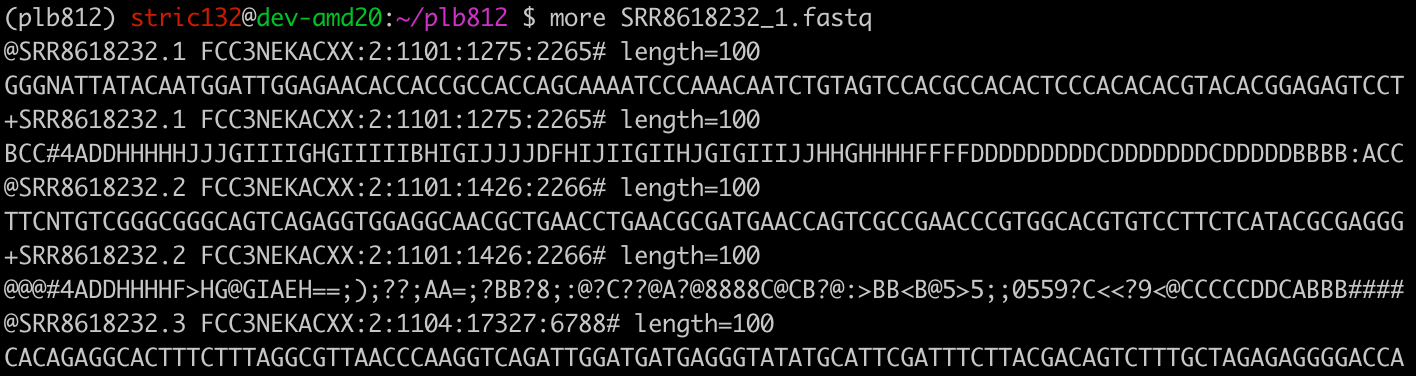 (plb812) stric132@dev-amd20:~/plb812 $ more SRR8618232_1.fastq
@SRR8618232.1 FCC3NEKACXX:2:1101:1275:2265# length=100
GGGNATTATACAATGGATTGGAGAACACCACCGCCACCAGCAAAATCCCAAACAATCTGTAGTCCACGCCACACTCCCACACACGTACACGGAGAGTCCT
+SRR8618232.1 FCC3NEKACXX:2:1101:1275:2265# length=100
BCC#4ADDHHHHHJJJGIIIIGHGIIIIIBHIGIJJJJDFHIJIIGIIHJGIGIIIJJHHGHHHHFFFFDDDDDDDDDCDDDDDDDCDDDDDBBBB:ACC
@SRR8618232.2 FCC3NEKACXX:2:1101:1426:2266# length=100
TTCNTGTCGGGCGGGCAGTCAGAGGTGGAGGCAACGCTGAACCTGAACGCGATGAACCAGTCGCCGAACCCGTGGCACGTGTCCTTCTCATACGCGAGGG
+SRR8618232.2 FCC3NEKACXX:2:1101:1426:2266# length=100
@@@#4ADDHHHHF>HG@GIAEH==;);??;AA=;?BB?8;:@?C??@A?@8888C@CB?@:>BB<B@5>5;;0559?C<<?9<@CCCCCDDCABBB####
@SRR8618232.3 FCC3NEKACXX:2:1104:17327:6788# length=100
CACAGAGGCACTTTCTTTAGGCGTTAACCCAAGGTCAGATTGGATGATGAGGGTATATGCATTCGATTTCTTACGACAGTCTTTGCTAGAGAGGGGACCA